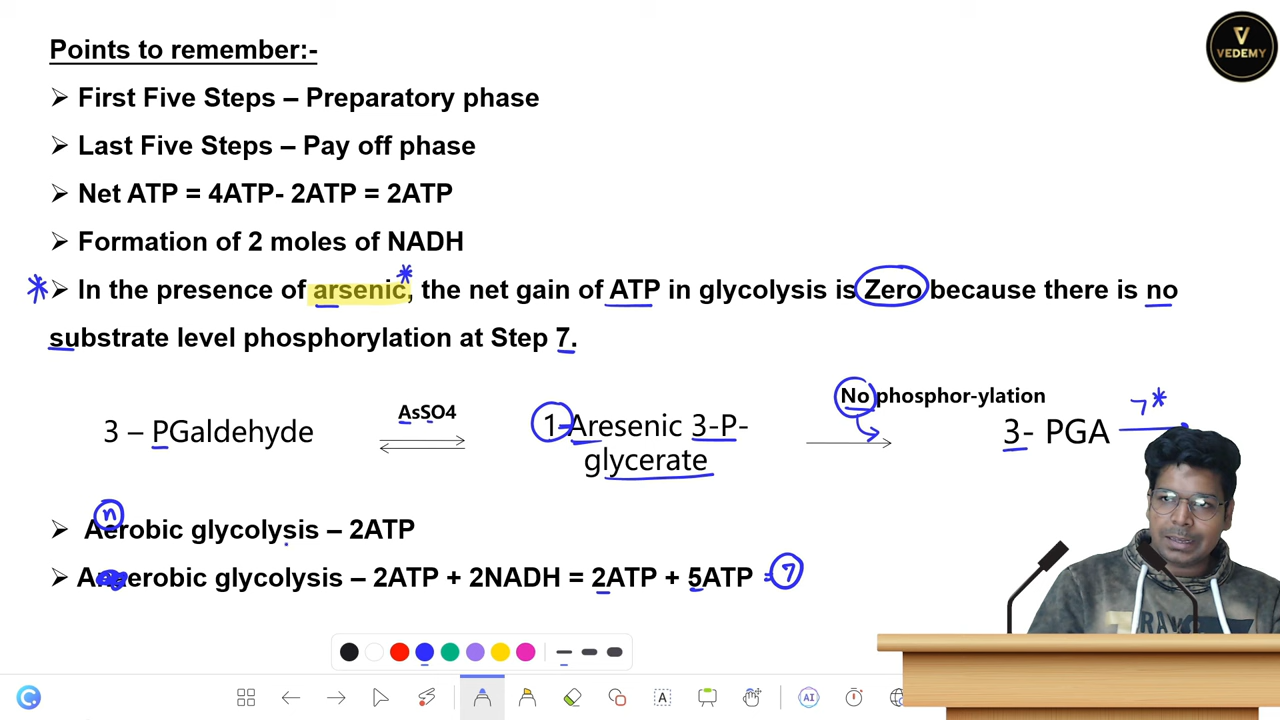 Points to remember:-
VEDEMY
➢ First Five Steps – Preparatory phase
➢ Last Five Steps – Pay off phase
➢ Net ATP = 4ATP- 2ATP = 2ATP
➢ Formation of 2 moles of NADH
* ➢ In the presence of arsenic*, the net gain of ATP in glycolysis is Zero because there is no
substrate level phosphorylation at Step 7.
AsSO4
No phosphor-ylation
3 – PGaldehyde
1-Aresenic 3-P-
glycerate
3- PGA
7*
n
➢ Aerobic glycolysis – 2ATP
➢ Anaerobic glycolysis – 2ATP + 2NADH = 2ATP + 5ATP = 7
A
AI